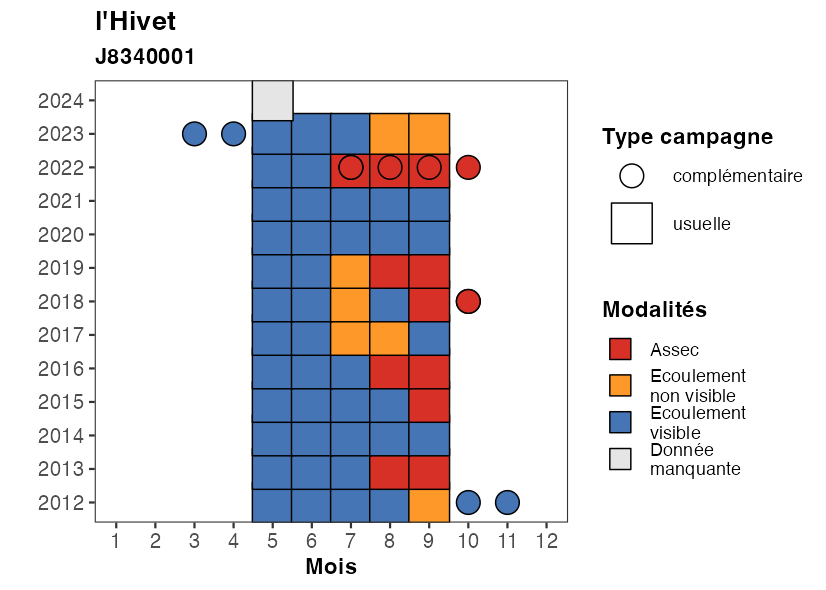 l'Hivet
J8340001
2024
2023
2022
2021
2020
2019
2018
2017
2016
2015
2014
2013
2012
1 2 3 4 5 6 7 8 9 10 11 12
Mois
Type campagne
complémentaire
usuelle
Modalités
Assec
Ecoulement
non visible
Ecoulement
visible
Donnée
manquante